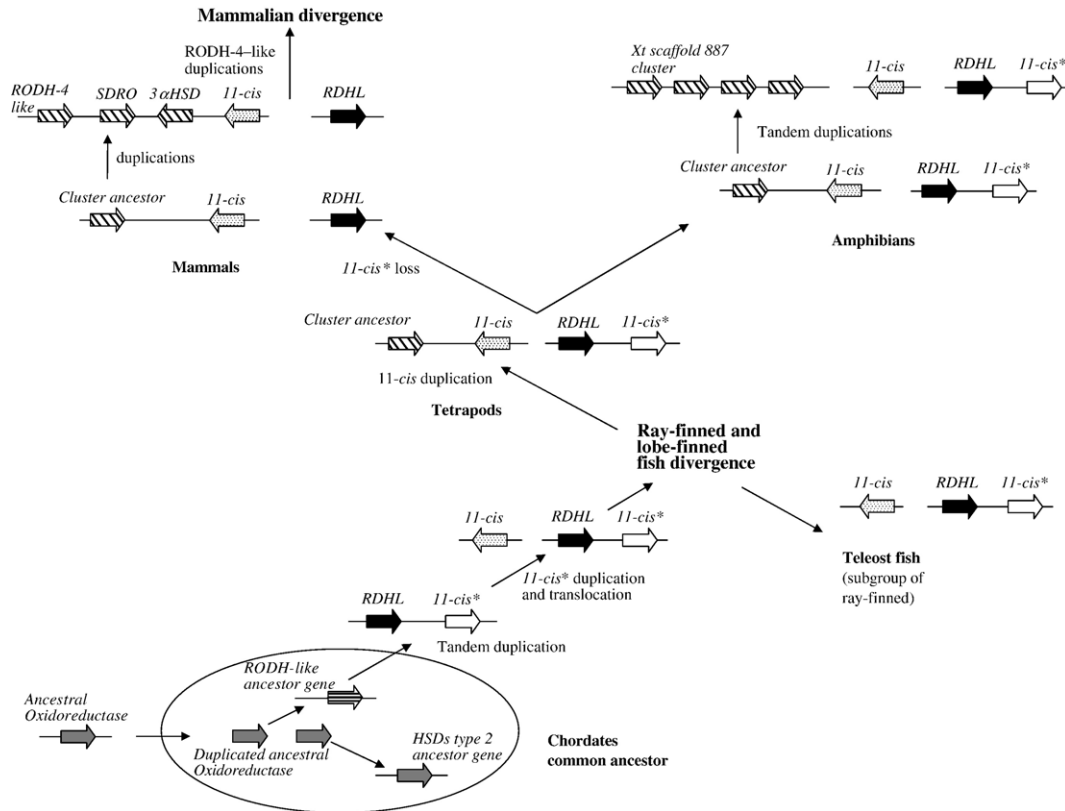 Mammalian divergence
RODH-4–like
duplications
RODH-4
like
SDRO
3αHSD
11-cis
RDHL
duplications
Cluster ancestor
11-cis
RDHL
Mammals
11-cis* loss
Xt scaffold 887
cluster
11-cis
RDHL
11-cis*
Tandem duplications
Cluster ancestor
11-cis
RDHL
11-cis*
Amphibians
Cluster ancestor
11-cis
RDHL
11-cis*
11-cis duplication
Tetrapods
Ray-finned and
lobe-finned
fish divergence
11-cis
RDHL
11-cis*
Teleost fish
(subgroup of
ray-finned)
11-cis
RDHL
11-cis*
11-cis* duplication
and translocation
RDHL
11-cis*
Tandem duplication
RODH-like
ancestor gene
Ancestral
Oxidoreductase
Duplicated ancestral
Oxidoreductase
HSDs type 2
ancestor gene
Chordates
common ancestor